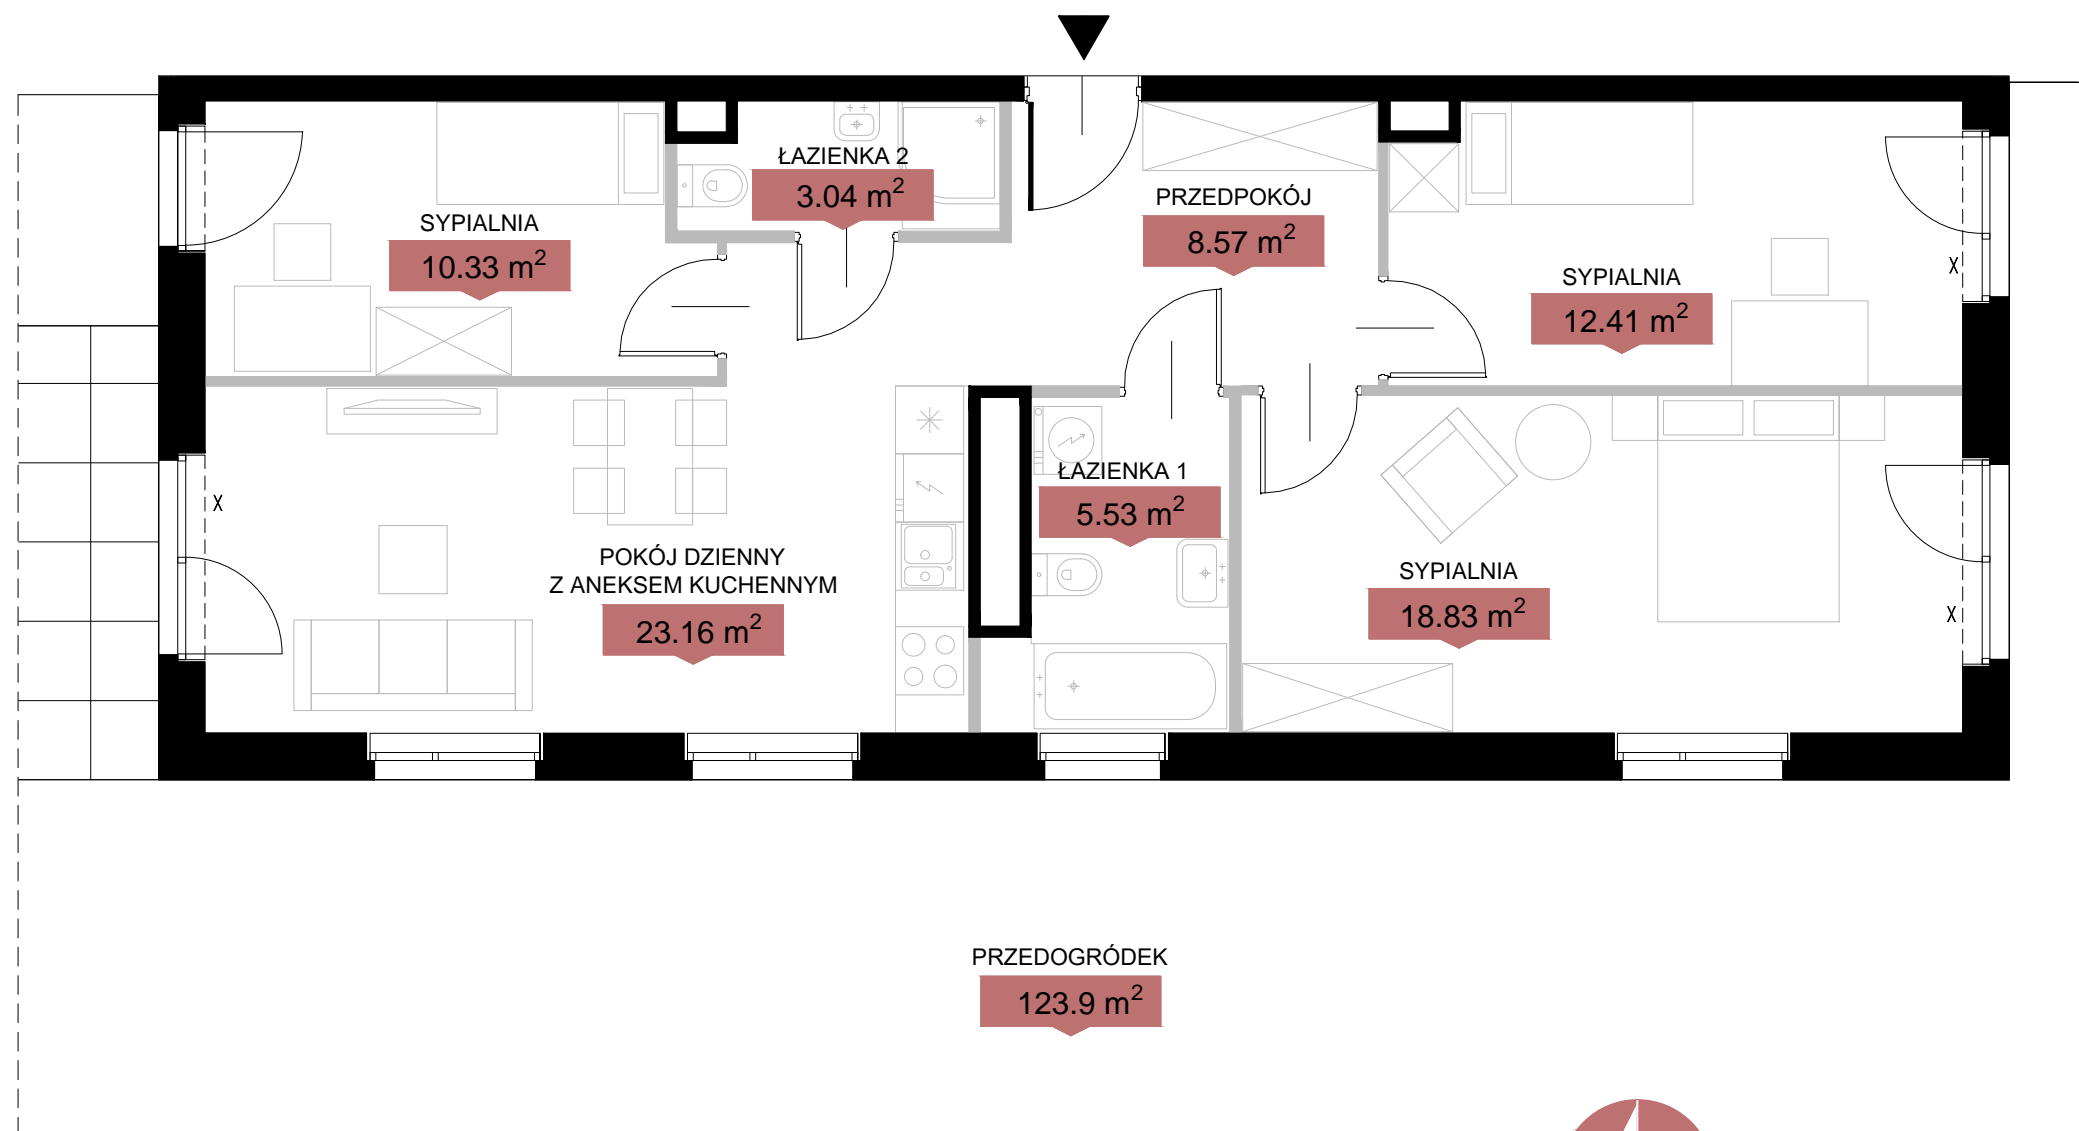 ŁAZIENKA 2
3.04 m²
SYPIALNIA
10.33 m²
PRZEDPOKÓJ
8.57 m²
SYPIALNIA
12.41 m²
ŁAZIENKA 1
5.53 m²
POKÓJ DZIENNY
Z ANEKSEM KUCHENNYM
23.16 m²
SYPIALNIA
18.83 m²
X
X
X
PRZEDOGRÓDEK
123.9 m²